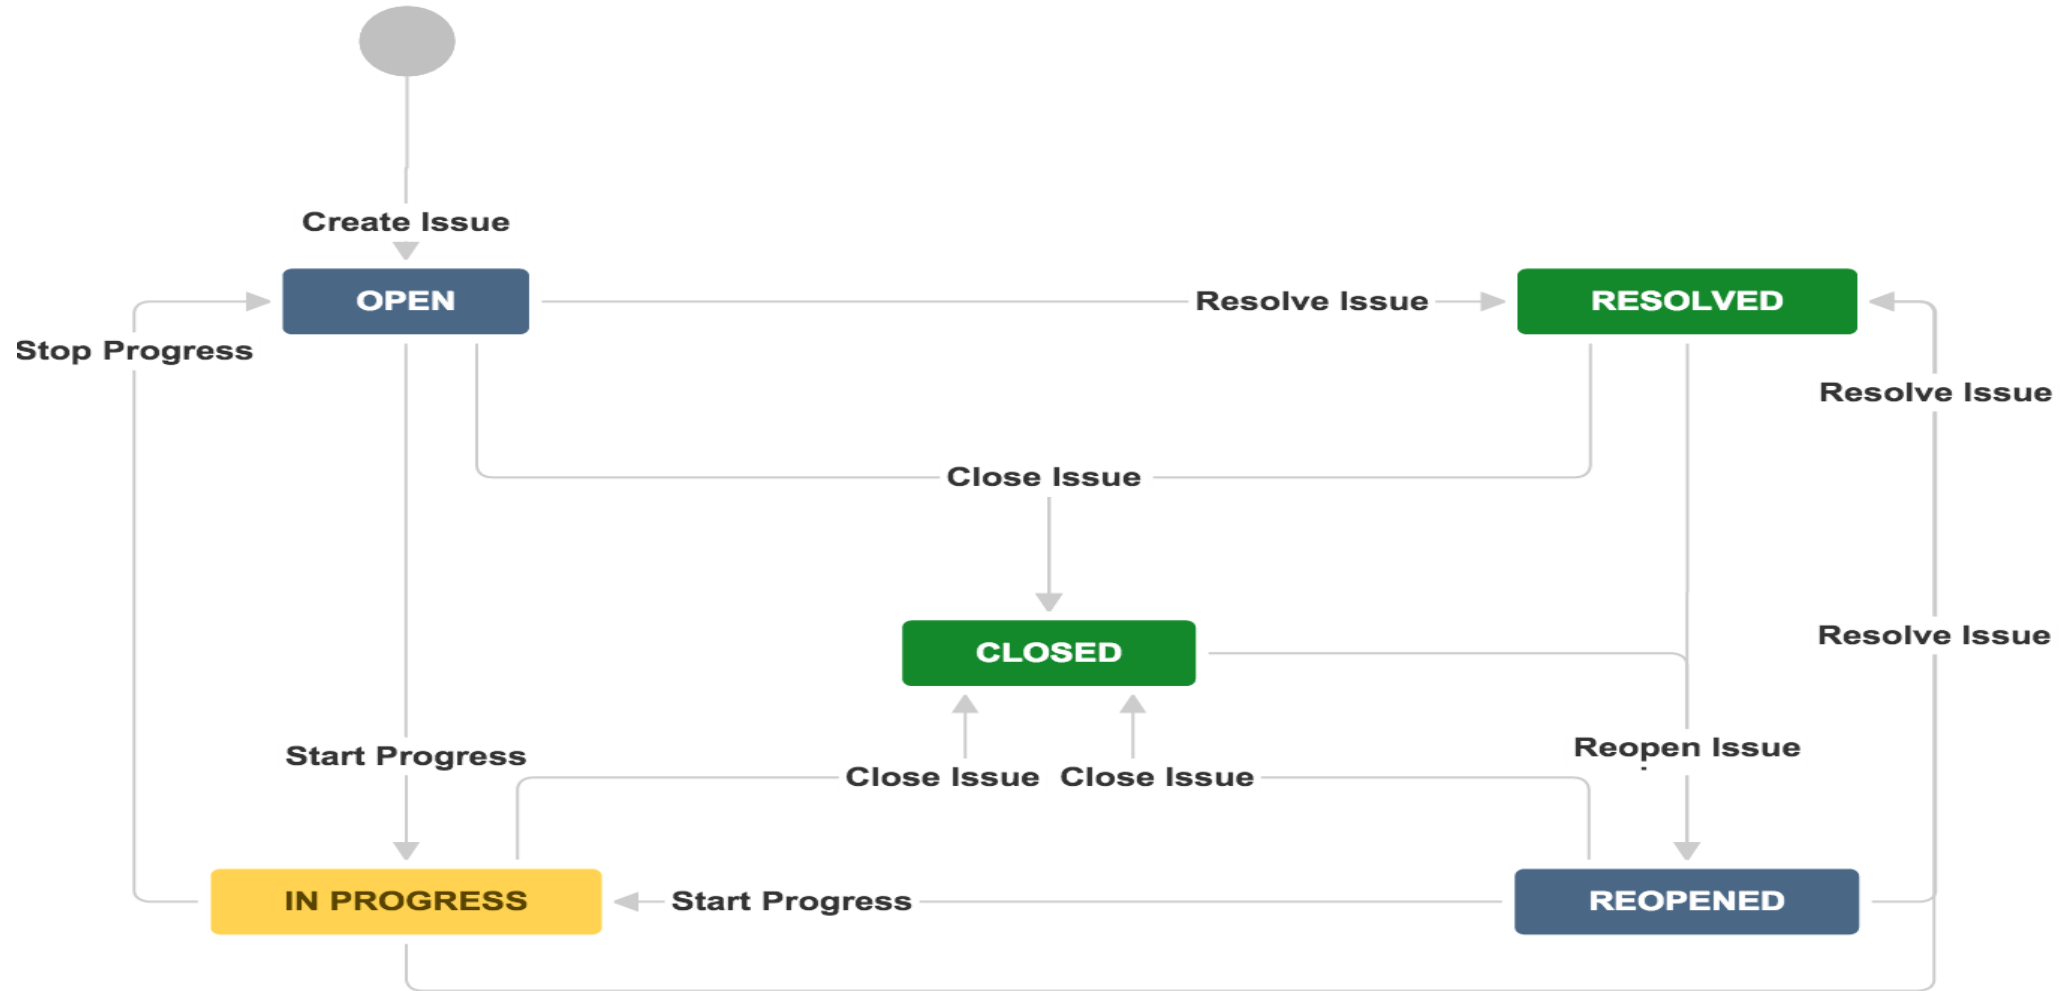 Create Issue
OPEN
Resolve Issue
RESOLVED
Stop Progress
Resolve Issue
Close Issue
Resolve Issue
CLOSED
Reopen Issue
Start Progress
Close Issue
Close Issue
IN PROGRESS
Start Progress
REOPENED